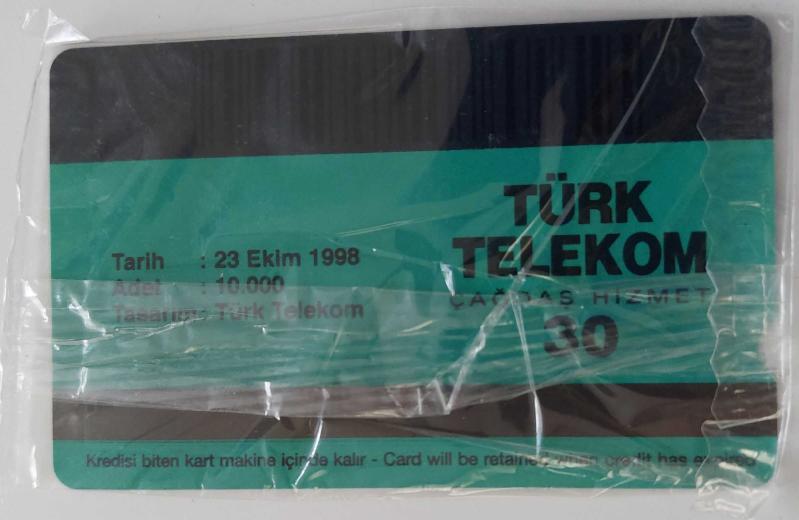 TÜRK
TELEKOM
ÇAĞDAŞ HİZMET
30
Tarih : 23 Ekim 1998
Adet : 10.000
Tasarım : Türk Telekom
Kredisi biten kart makine içinde kalır - Card will be retained when credit has expired